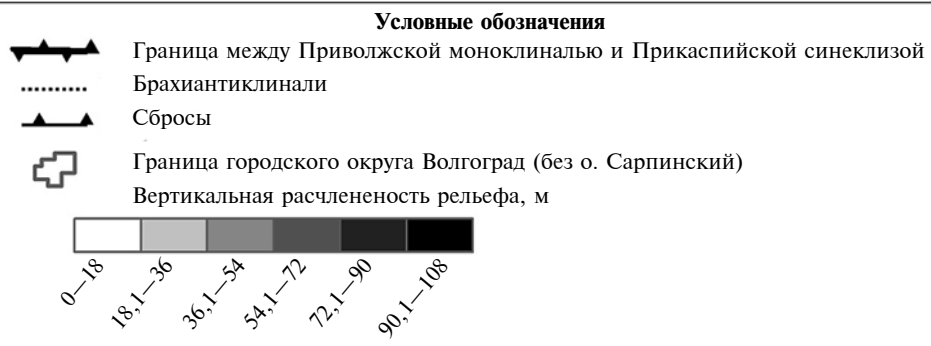 Условные обозначения
Граница между Приволжской моноклиналью и Прикаспийской синеклизой
Брахиантиклинали
Сбросы
Граница городского округа Волгоград (без о. Сарпинский)
Вертикальная расчлененость рельефа, м
0—18
18,1—36
36,1—54
54,1—72
72,1—90
90,1—108